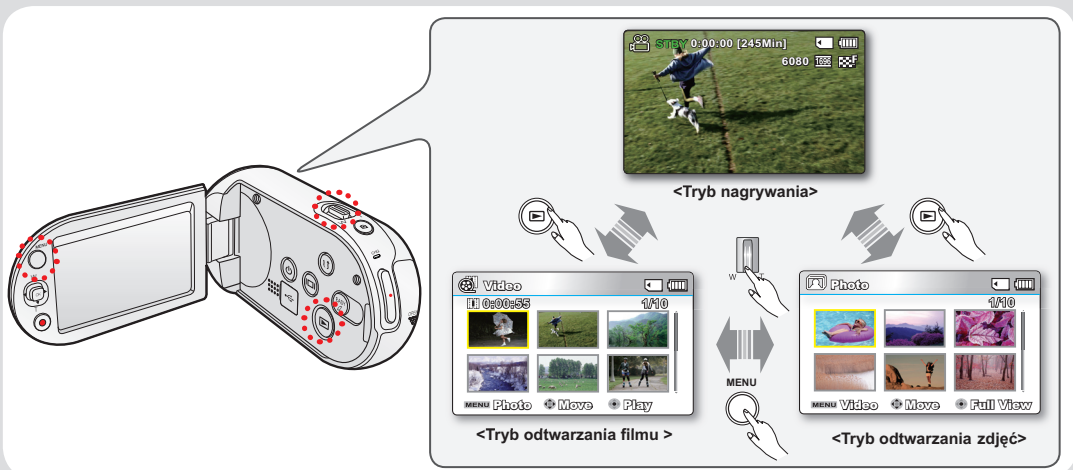 STBY 0:00:00 [245Min]
6080
<Tryb nagrywania>
W T
Video
0:00:55 1/10
MENU Photo Move Play
<Tryb odtwarzania filmu >
MENU
Photo
1/10
MENU Video Move Full View
<Tryb odtwarzania zdjęć>
MENU